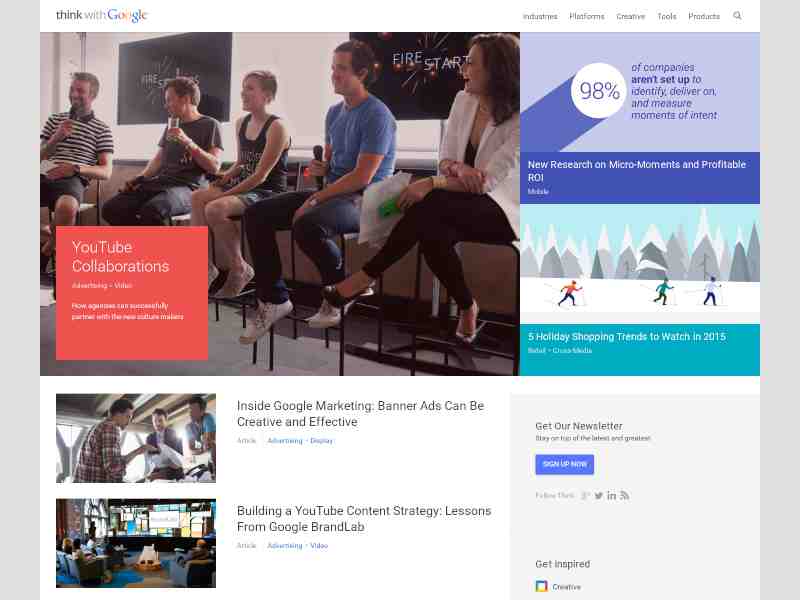 think with Google
Industries Platforms Creative Tools Products
FIRE
FIRE
START
98%
of companies
aren't set up to
identify, deliver on,
and measure
moments of intent
New Research on Micro-Moments and Profitable
ROI
Mobile
YouTube
Collaborations
Advertising • Video
How agencies can successfully
partner with the new culture makers
5 Holiday Shopping Trends to Watch in 2015
Retail • Cross-Media
Inside Google Marketing: Banner Ads Can Be
Creative and Effective
Article Advertising • Display
Building a YouTube Content Strategy: Lessons
From Google BrandLab
Article Advertising • Video
Get Our Newsletter
Stay on top of the latest and greatest
SIGN UP NOW
Follow Think
Get Inspired
Creative